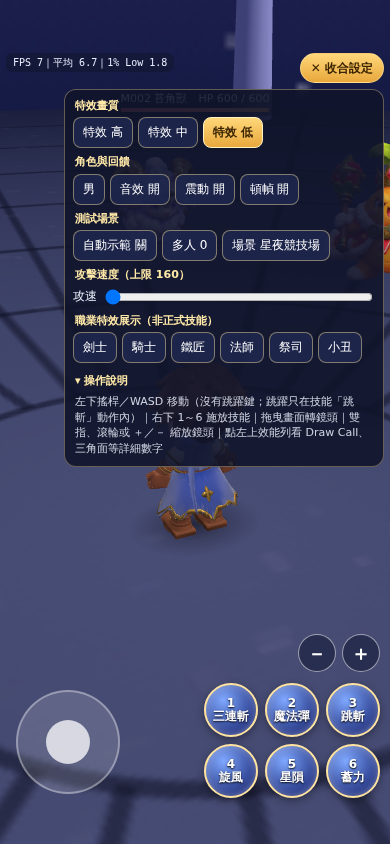 FPS 7｜平均 6.7｜1% Low 1.8
✕ 收合設定
M002 苔角冠 HP 600 / 600
特效畫質
特效 高
特效 中
特效 低
角色與回饋
男
音效 開
震動 開
頓幀 開
測試場景
自動示範 關
多人 0
場景 星夜競技場
攻擊速度（上限 160）
攻速
職業特效展示（非正式技能）
劍士
騎士
鐵匠
法師
祭司
小丑
▾ 操作說明
左下搖桿／WASD 移動（沒有跳躍鍵；跳躍只在技能「跳
斬」動作內）｜右下 1～6 施放技能｜拖曳畫面轉鏡頭｜雙
指、滾輪或 ＋／－ 縮放鏡頭｜點左上效能列看 Draw Call、
三角面等詳細數字
−
+
1
三連斬
2
魔法彈
3
跳斬
4
旋風
5
星隕
6
蓄力